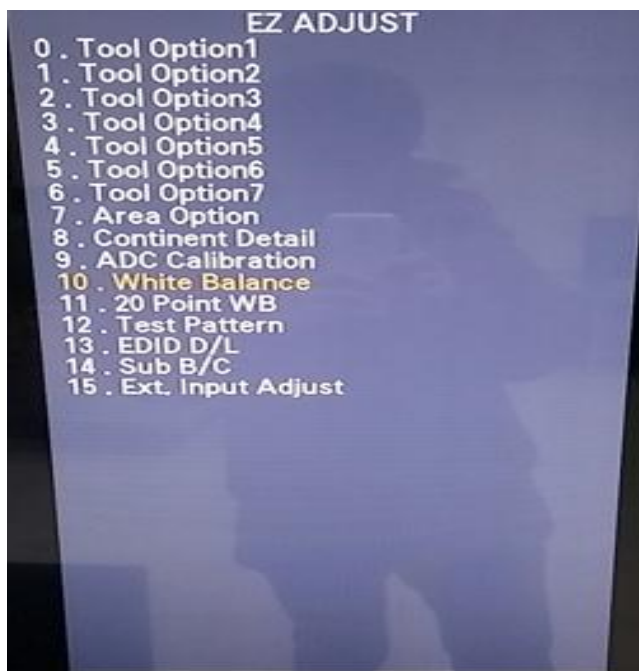 EZ ADJUST
0 . Tool Option1
1 . Tool Option2
2 . Tool Option3
3 . Tool Option4
4 . Tool Option5
5 . Tool Option6
6 . Tool Option7
7 . Area Option
8 . Continent Detail
9 . ADC Calibration
10 . White Balance
11 . 20 Point WB
12 . Test Pattern
13 . EDID D/L
14 . Sub B/C
15 . Ext. Input Adjust